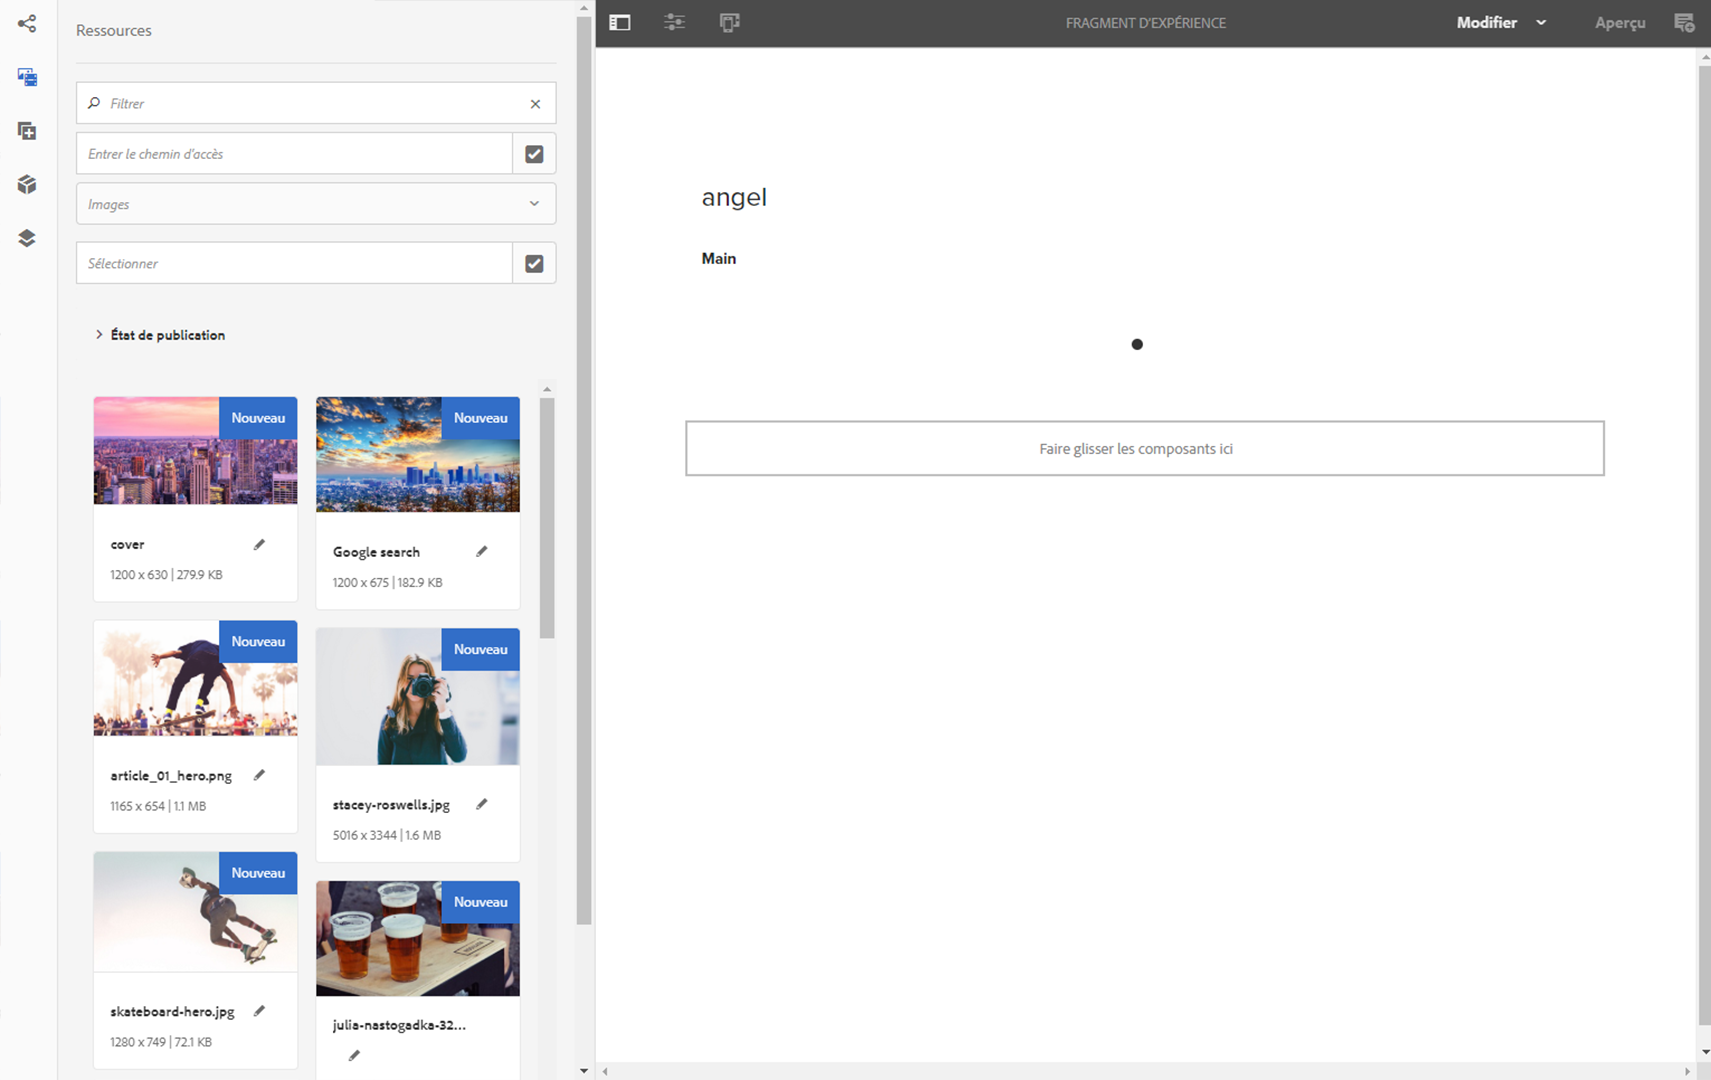 Ressources
Filtrer
Entrer le chemin d'accès
Images
Sélectionner
État de publication
Nouveau
cover
1200 x 630 | 279.9 KB
Nouveau
Google search
1200 x 675 | 182.9 KB
Nouveau
article_01_hero.png
1165 x 654 | 1.1 MB
Nouveau
stacey-roswells.jpg
5016 x 3344 | 1.6 MB
Nouveau
skateboard-hero.jpg
1280 x 749 | 72.1 KB
Nouveau
julia-nastogadka-32...
FRAGMENT D'EXPÉRIENCE
Modifier
Aperçu
angel
Main
Faire glisser les composants ici